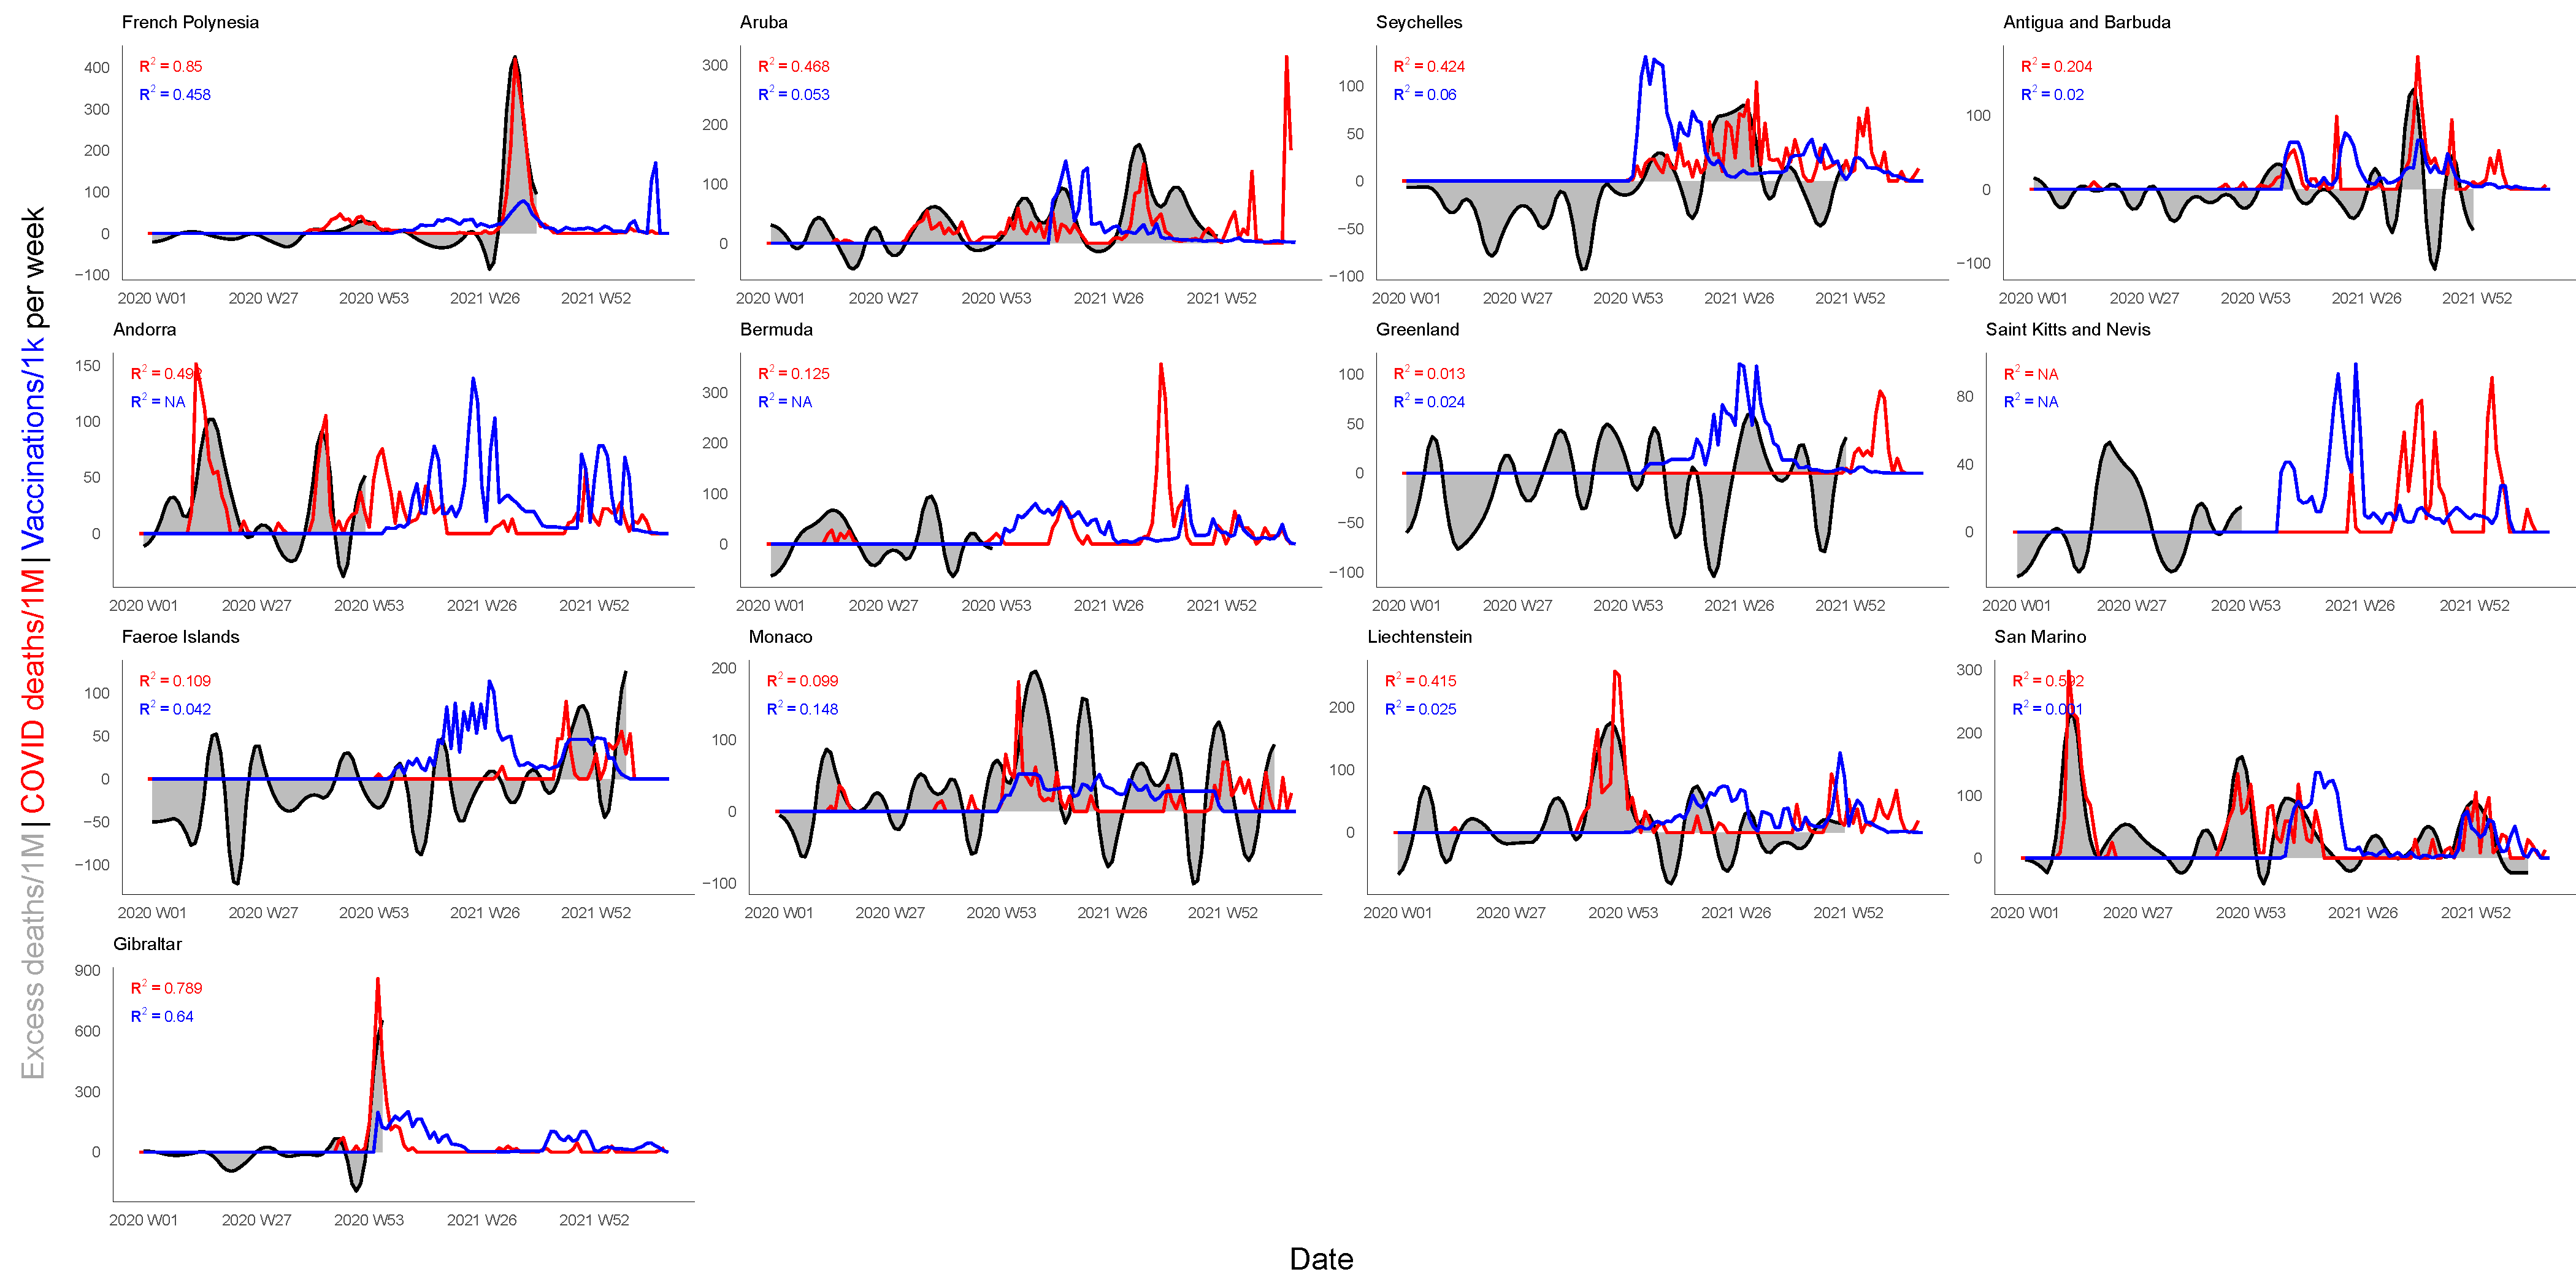 Excess deaths/1M | COVID deaths/1M | Vaccinations/1k per week
French Polynesia
R² = 0.85
R² = 0.458
400
300
200
100
0
−100
2020 W01 2020 W27 2020 W53 2021 W26 2021 W52
Aruba
R² = 0.468
R² = 0.053
300
200
100
0
2020 W01 2020 W27 2020 W53 2021 W26 2021 W52
Seychelles
R² = 0.424
R² = 0.06
100
50
0
−50
−100
2020 W01 2020 W27 2020 W53 2021 W26 2021 W52
Antigua and Barbuda
R² = 0.204
R² = 0.02
100
0
−100
2020 W01 2020 W27 2020 W53 2021 W26 2021 W52
Andorra
R² = 0.492
R² = NA
150
100
50
0
2020 W01 2020 W27 2020 W53 2021 W26 2021 W52
Bermuda
R² = 0.125
R² = NA
300
200
100
0
2020 W01 2020 W27 2020 W53 2021 W26 2021 W52
Greenland
R² = 0.013
R² = 0.024
100
50
0
−50
−100
2020 W01 2020 W27 2020 W53 2021 W26 2021 W52
Saint Kitts and Nevis
R² = NA
R² = NA
80
40
0
2020 W01 2020 W27 2020 W53 2021 W26 2021 W52
Faeroe Islands
R² = 0.109
R² = 0.042
100
50
0
−50
−100
2020 W01 2020 W27 2020 W53 2021 W26 2021 W52
Monaco
R² = 0.099
R² = 0.148
200
100
0
−100
2020 W01 2020 W27 2020 W53 2021 W26 2021 W52
Liechtenstein
R² = 0.415
R² = 0.025
200
100
0
2020 W01 2020 W27 2020 W53 2021 W26 2021 W52
San Marino
R² = 0.592
R² = 0.001
300
200
100
0
2020 W01 2020 W27 2020 W53 2021 W26 2021 W52
Gibraltar
R² = 0.789
R² = 0.64
900
600
300
0
2020 W01 2020 W27 2020 W53 2021 W26 2021 W52
Date